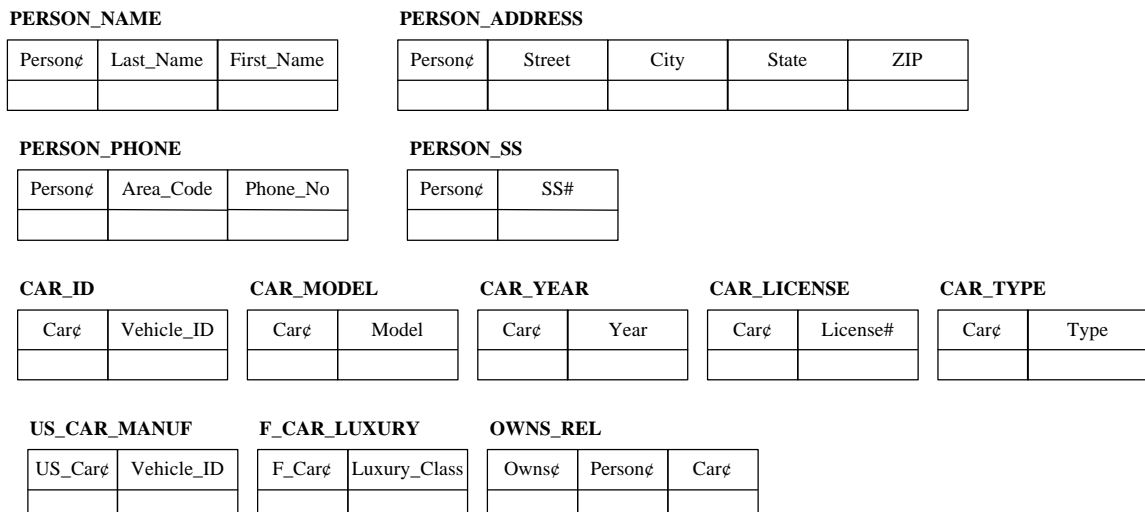 PERSON_NAME PERSON_ADDRESS
Person¢ Last_Name First_Name Person¢ Street City State ZIP
PERSON_PHONE PERSON_SS
Person¢ Area_Code Phone_No Person¢ SS#
CAR_ID CAR_MODEL CAR_YEAR CAR_LICENSE CAR_TYPE
Car¢ Vehicle_ID Car¢ Model Car¢ Year Car¢ License# Car¢ Type
US_CAR_MANUF F_CAR_LUXURY OWNS_REL
US_Car¢ Vehicle_ID F_Car¢ Luxury_Class Owns¢ Person¢ Car¢